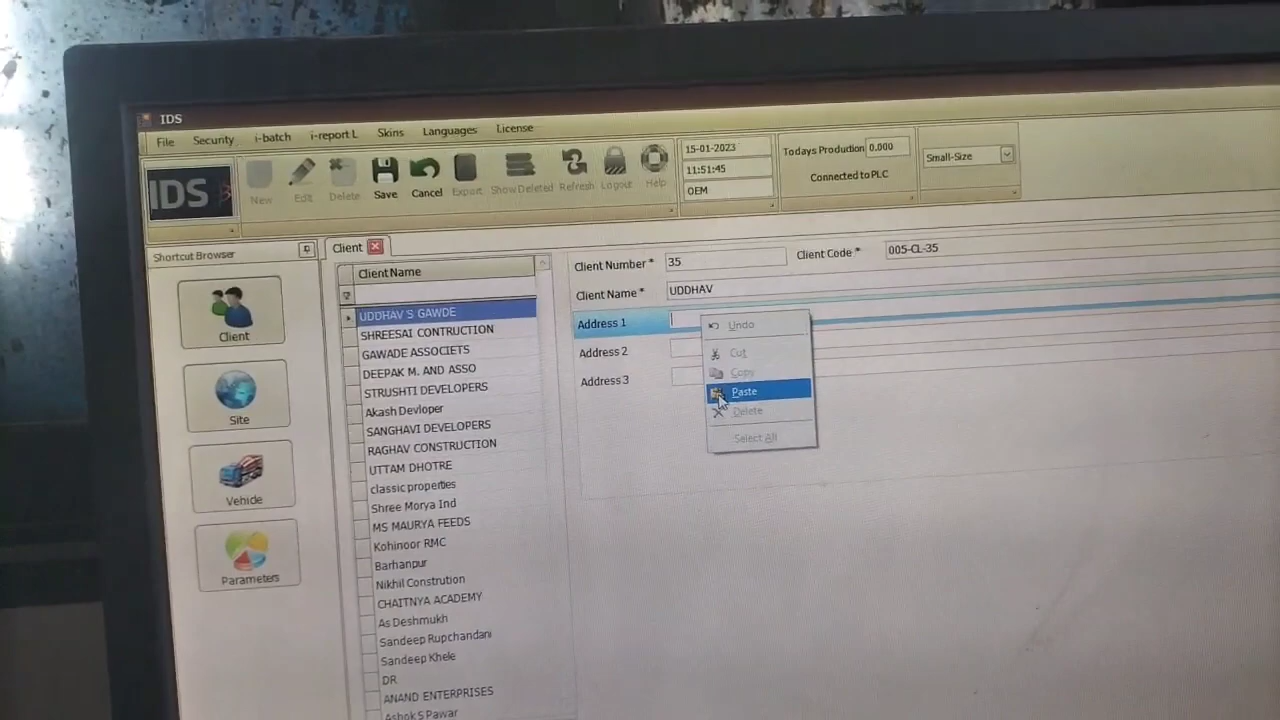 IDS
File Security i-batch i-report L Skins Languages License
IDS
New Edit Delete Save Cancel Export Show Deleted Refresh Logout Help
15-01-2023
11:51:45
OEM
Todays Production 0.000
Connected to PLC
Small-Size
Shortcut Browser
Client
Site
Vehicle
Parameters
Client
Client Name
UDDHAV S GAWDE
SHREESAI CONTRUCTION
GAWADE ASSOCIETS
DEEPAK M. AND ASSO
STRUSHTI DEVELOPERS
Akash Devloper
SANGHAVI DEVELOPERS
RAGHAV CONSTRUCTION
UTTAM DHOTRE
classic properties
Shree Morya Ind
MS MAURYA FEEDS
Kohinoor RMC
Barhanpur
Nikhil Constrution
CHAITNYA ACADEMY
As Deshmukh
Sandeep Rupchandani
Sandeep Khele
DR
ANAND ENTERPRISES
Ashok S Pawar
Client Number * 35 Client Code * 005-CL-35
Client Name * UDDHAV
Address 1
Address 2
Address 3
Undo
Cut
Copy
Paste
Delete
Select All